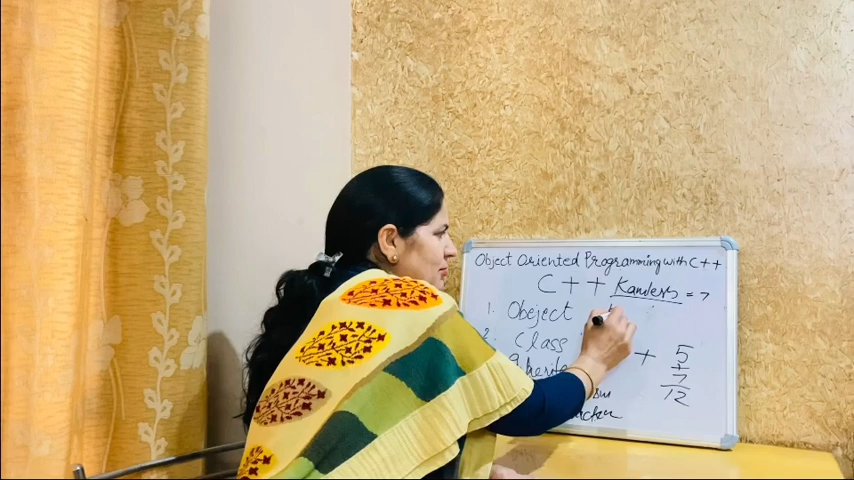 Object Oriented Programming with C++
C++ Kanders = 7
1. Obeject
2. Class
+ 5
+
7
12